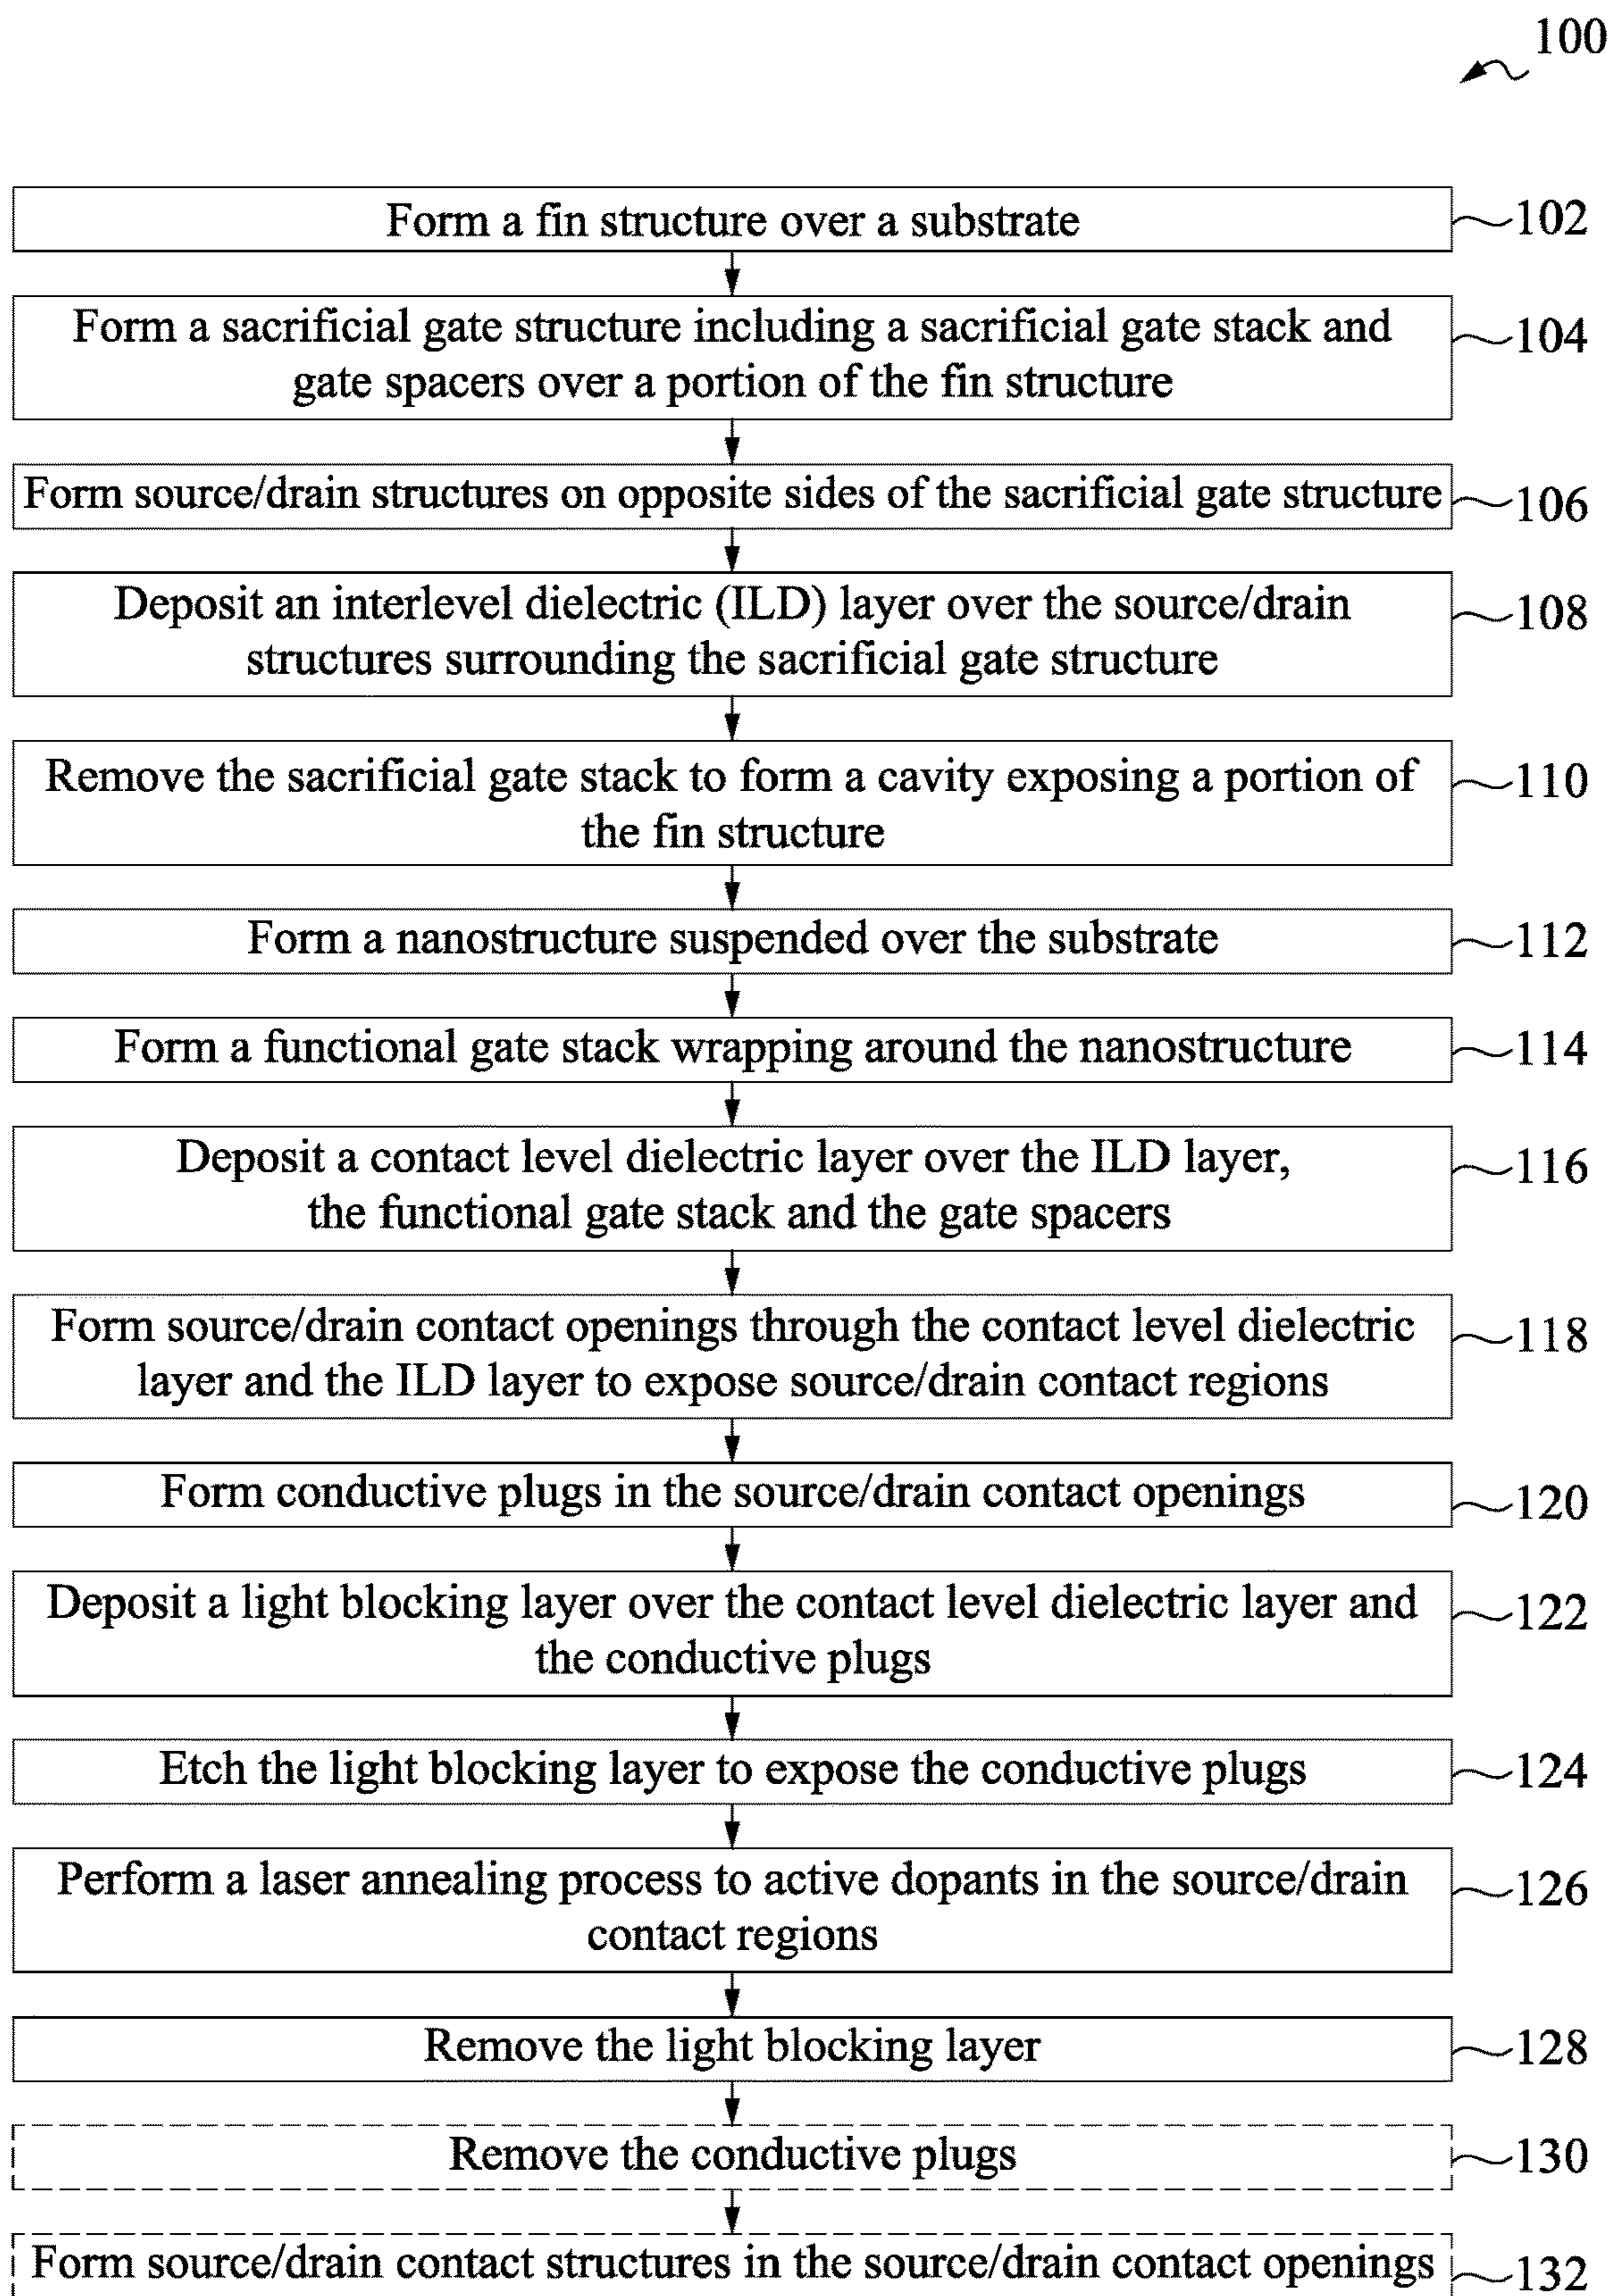 100
Form a fin structure over a substrate
102
Form a sacrificial gate structure including a sacrificial gate stack and
gate spacers over a portion of the fin structure
104
Form source/drain structures on opposite sides of the sacrificial gate structure
106
Deposit an interlevel dielectric (ILD) layer over the source/drain
structures surrounding the sacrificial gate structure
108
Remove the sacrificial gate stack to form a cavity exposing a portion of
the fin structure
110
Form a nanostructure suspended over the substrate
112
Form a functional gate stack wrapping around the nanostructure
114
Deposit a contact level dielectric layer over the ILD layer,
the functional gate stack and the gate spacers
116
Form source/drain contact openings through the contact level dielectric
layer and the ILD layer to expose source/drain contact regions
118
Form conductive plugs in the source/drain contact openings
120
Deposit a light blocking layer over the contact level dielectric layer and
the conductive plugs
122
Etch the light blocking layer to expose the conductive plugs
124
Perform a laser annealing process to active dopants in the source/drain
contact regions
126
Remove the light blocking layer
128
Remove the conductive plugs
130
Form source/drain contact structures in the source/drain contact openings
132